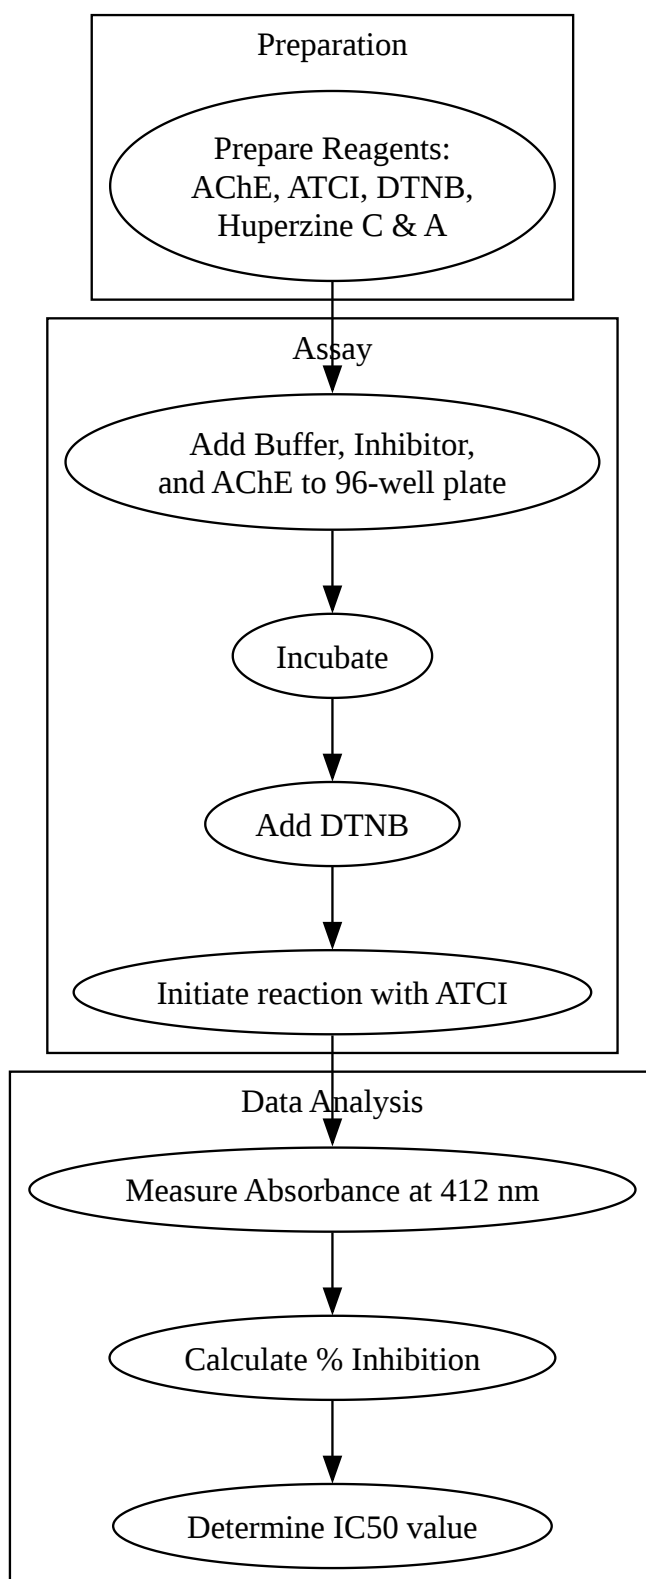 Preparation
Prepare Reagents:
AChE, ATCI, DTNB,
Huperzine C & A
Assay
Add Buffer, Inhibitor,
and AChE to 96-well plate
Incubate
Add DTNB
Initiate reaction with ATCI
Data Analysis
Measure Absorbance at 412 nm
Calculate % Inhibition
Determine IC50 value